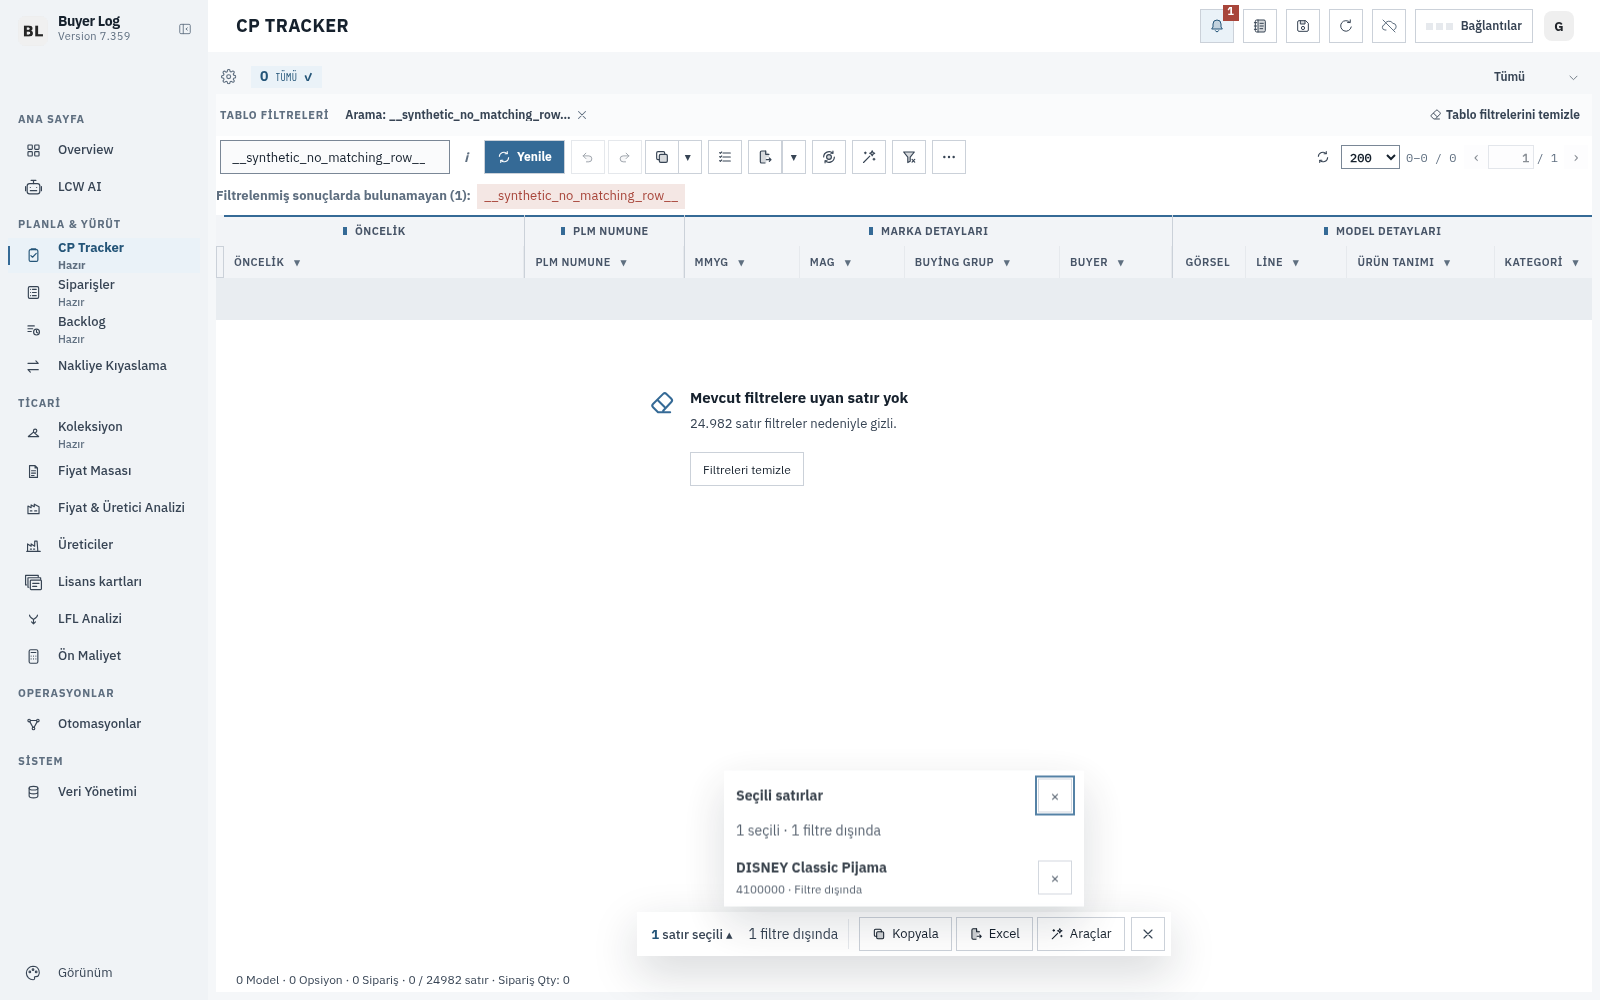 BL
Buyer Log
Version 7.359
CP TRACKER
1
Bağlantılar
G
0 TÜMÜ
Tümü
TABLO FİLTRELERİ
Arama: __synthetic_no_matching_row...
Tablo filtrelerini temizle
__synthetic_no_matching_row__
i
Yenile
200
0–0 / 0
1 / 1
Filtrelenmiş sonuçlarda bulunamayan (1): __synthetic_no_matching_row__
ÖNCELİK
PLM NUMUNE
MARKA DETAYLARI
MODEL DETAYLARI
ÖNCELİK
PLM NUMUNE
MMYG
MAG
BUYİNG GRUP
BUYER
GÖRSEL
LİNE
ÜRÜN TANIMI
KATEGORİ
ANA SAYFA
Overview
LCW AI
PLANLA & YÜRÜT
CP Tracker
Hazır
Siparişler
Hazır
Backlog
Hazır
Nakliye Kıyaslama
TİCARİ
Koleksiyon
Hazır
Fiyat Masası
Fiyat & Üretici Analizi
Üreticiler
Lisans kartları
LFL Analizi
Ön Maliyet
OPERASYONLAR
Otomasyonlar
SİSTEM
Veri Yönetimi
Görünüm
Mevcut filtrelere uyan satır yok
24.982 satır filtreler nedeniyle gizli.
Filtreleri temizle
Seçili satırlar
1 seçili · 1 filtre dışında
DISNEY Classic Pijama
4100000 · Filtre dışında
1 satır seçili
1 filtre dışında
Kopyala
Excel
Araçlar
0 Model · 0 Opsiyon · 0 Sipariş · 0 / 24982 satır · Sipariş Qty: 0